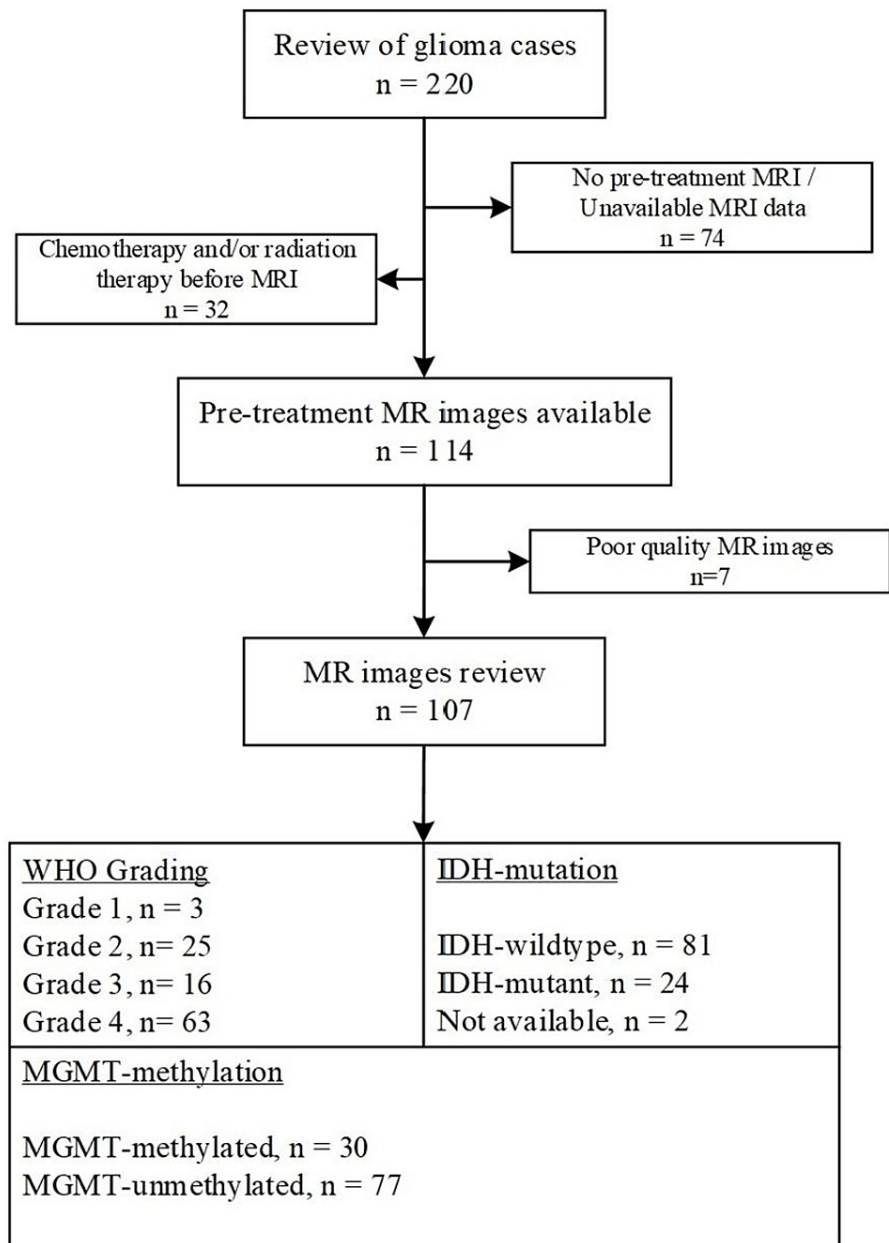 Review of glioma cases
n = 220
No pre-treatment MRI /
Unavailable MRI data
n = 74
Chemotherapy and/or radiation
therapy before MRI
n = 32
Pre-treatment MR images available
n = 114
Poor quality MR images
n=7
MR images review
n = 107
WHO Grading
Grade 1, n = 3
Grade 2, n= 25
Grade 3, n= 16
Grade 4, n= 63
IDH-mutation
IDH-wildtype, n = 81
IDH-mutant, n = 24
Not available, n = 2
MGMT-methylation
MGMT-methylated, n = 30
MGMT-unmethylated, n = 77